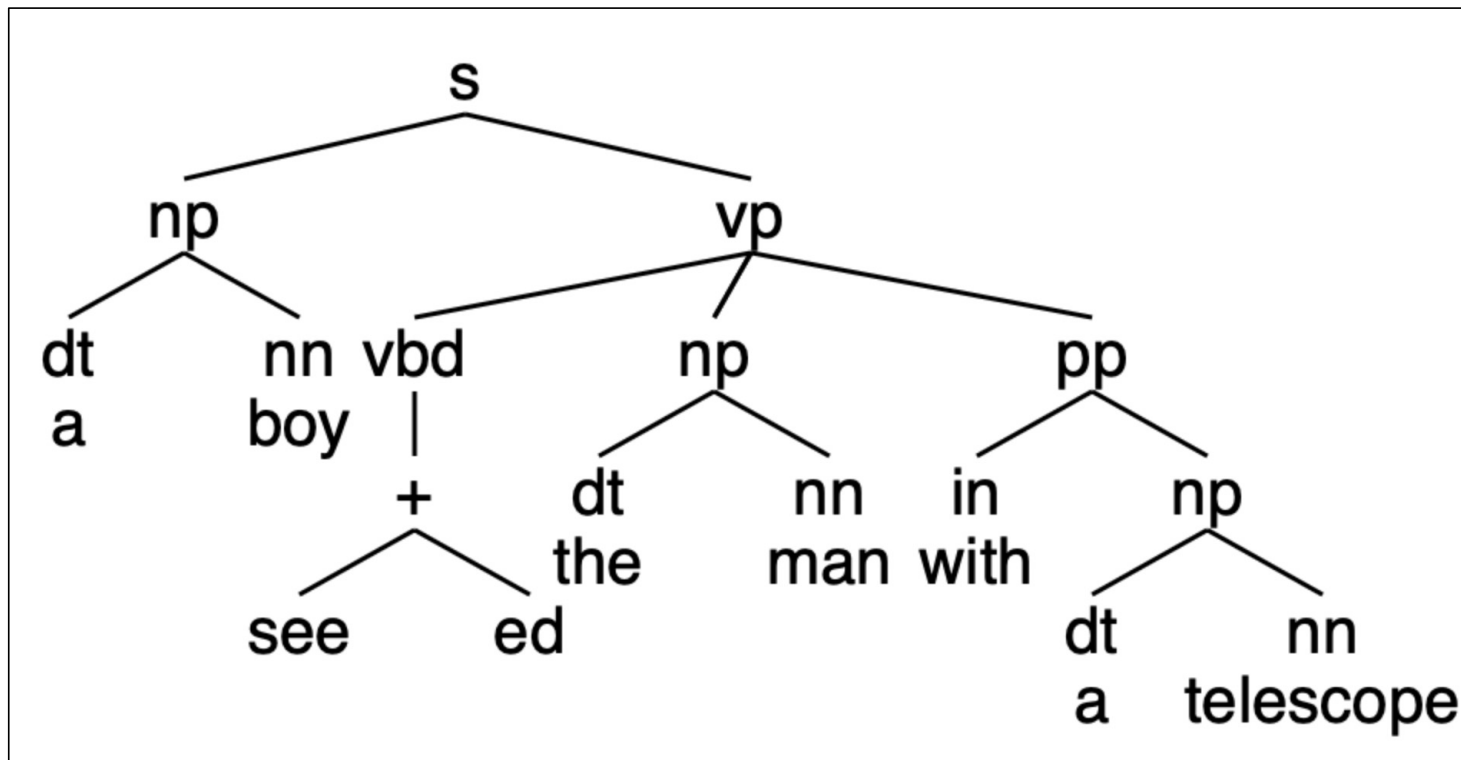 s
np vp
dt nn vbd np pp
a boy
+ dt nn in np
the man with
see ed dt nn
a telescope